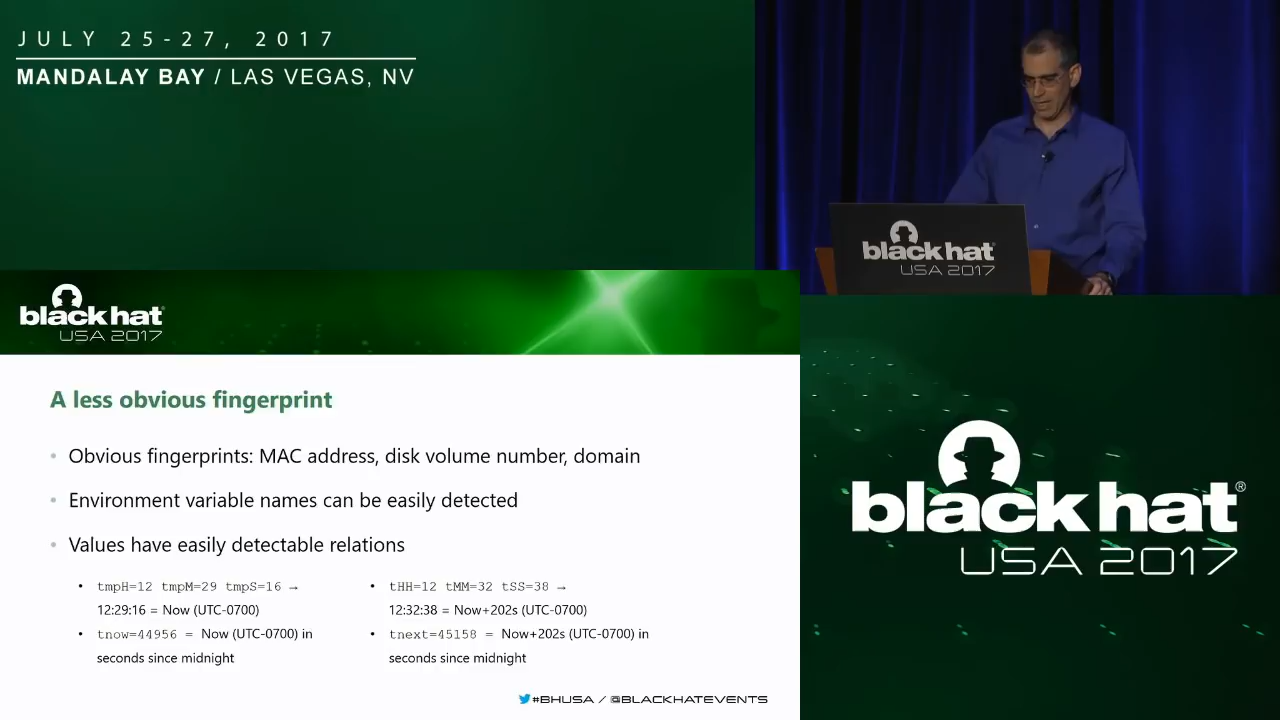 JULY 25-27, 2017
MANDALAY BAY / LAS VEGAS, NV
black hat
USA 2017
black hat®
USA 2017
A less obvious fingerprint
• Obvious fingerprints: MAC address, disk volume number, domain
• Environment variable names can be easily detected
• Values have easily detectable relations
• tmpH=12 tmpM=29 tmpS=16 →
12:29:16 = Now (UTC-0700)
• tnow=44956 = Now (UTC-0700) in
seconds since midnight
• tHH=12 tMM=32 tSS=38 →
12:32:38 = Now+202s (UTC-0700)
• tnext=45158 = Now+202s (UTC-0700) in
seconds since midnight
#BHUSA / @BLACKHATEVENTS
black hat®
USA 2017